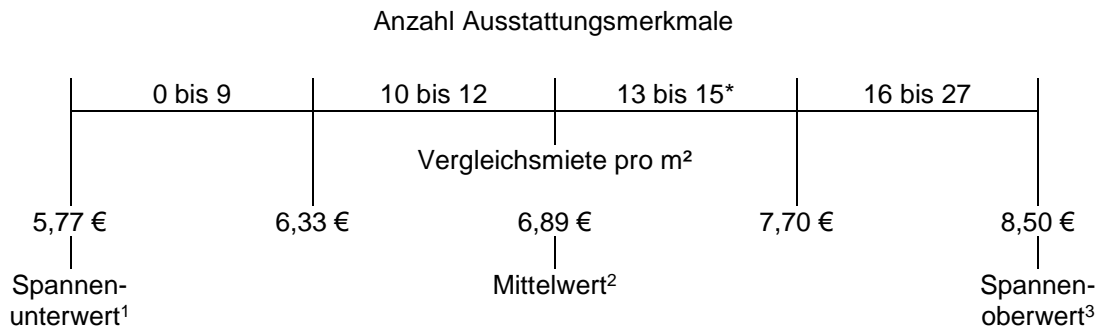 Anzahl Ausstattungsmerkmale
0 bis 9 10 bis 12 13 bis 15* 16 bis 27
Vergleichsmiete pro m²
5,77 € 6,33 € 6,89 € 7,70 € 8,50 €
Spannen- Mittelwert² Spannen-
unterwert¹ oberwert³